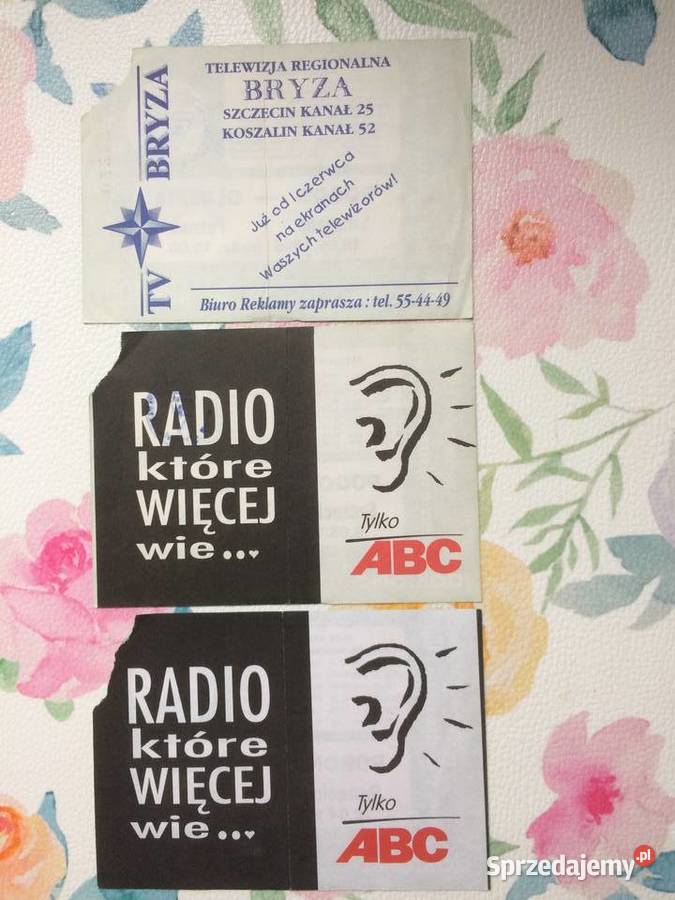 TV BRYZA
TELEWIZJA REGIONALNA
BRYZA
SZCZECIN KANAŁ 25
KOSZALIN KANAŁ 52
Już od 1 czerwca
na ekranach
Waszych telewizorów!
Biuro Reklamy zaprasza : tel. 55-44-49
RADIO
które
WIĘCEJ
wie...
Tylko
ABC
RADIO
które
WIĘCEJ
wie...
Tylko
ABC
Sprzedajemy.pl